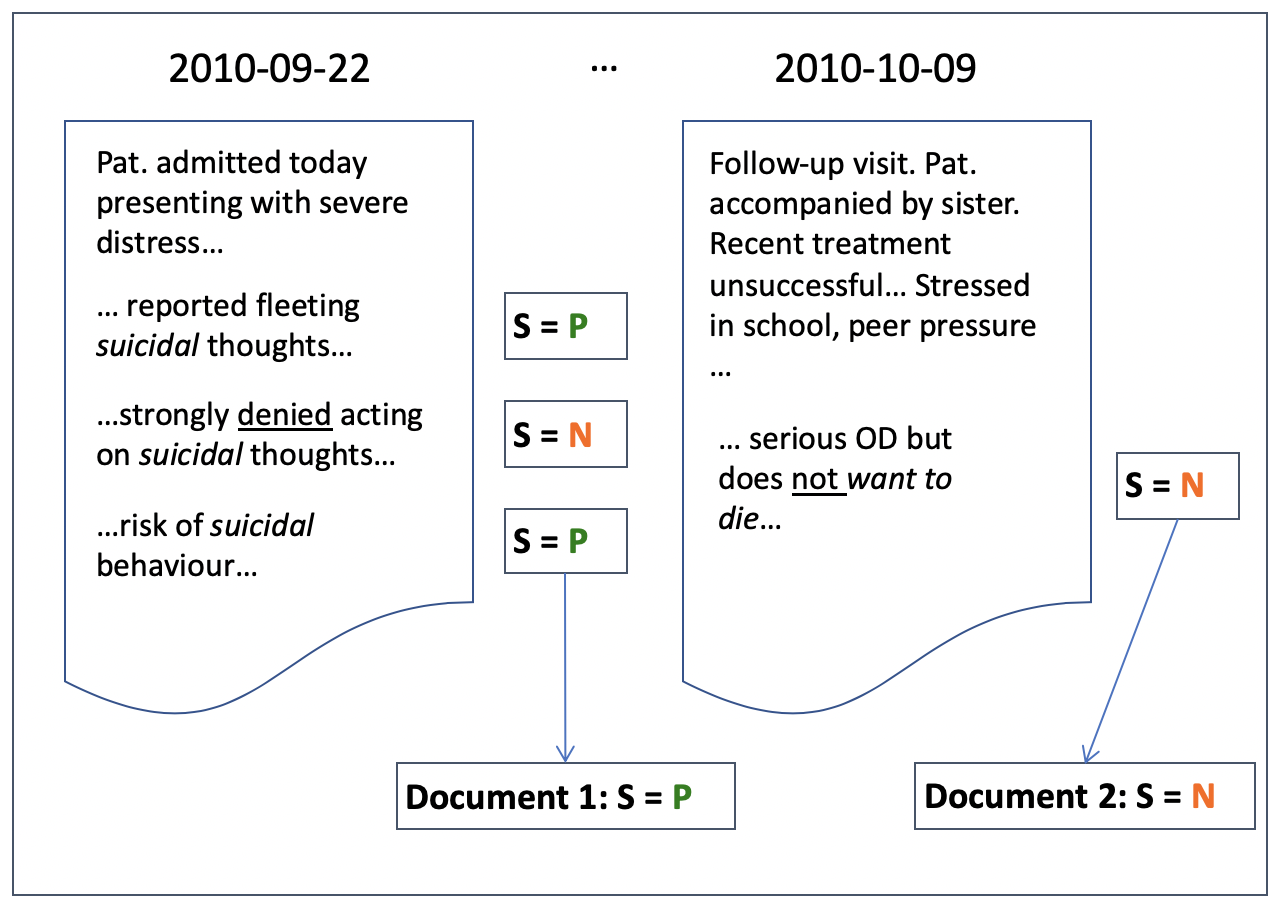 2010-09-22
...
2010-10-09
Pat. admitted today
presenting with severe
distress…
… reported fleeting
suicidal thoughts…
…strongly denied acting
on suicidal thoughts…
…risk of suicidal
behaviour…
S = P
S = N
S = P
Document 1: S = P
Follow-up visit. Pat.
accompanied by sister.
Recent treatment
unsuccessful… Stressed
in school, peer pressure
…
… serious OD but
does not want to
die…
S = N
Document 2: S = N